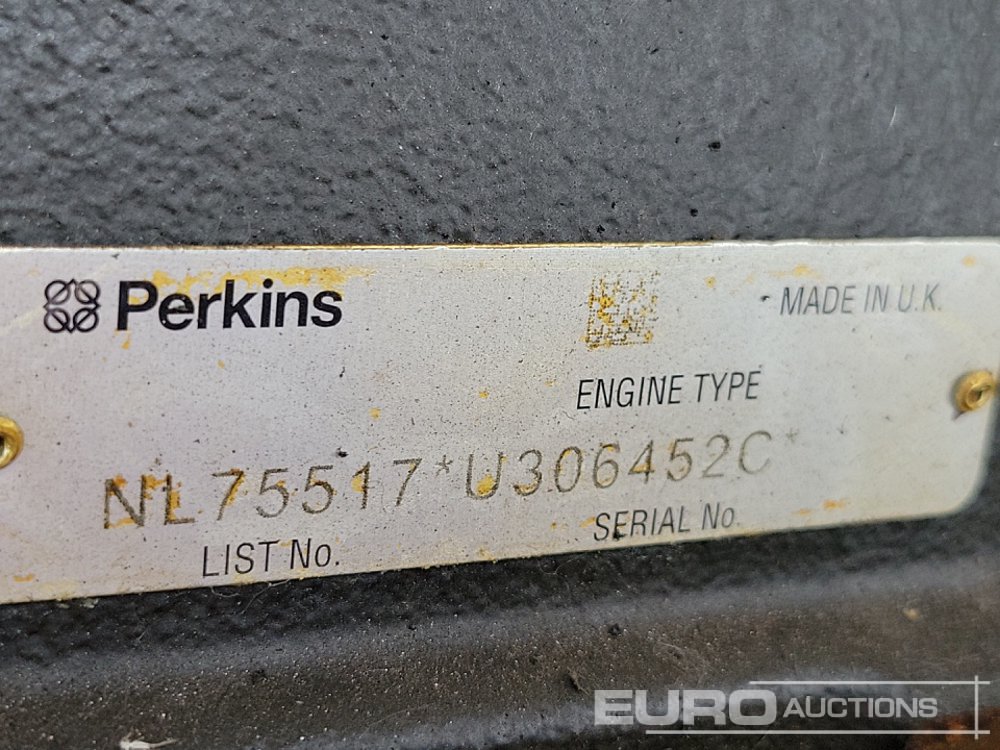 Perkins
MADE IN U.K.
ENGINE TYPE
NL75517*U306452C*
LIST No.
SERIAL No.
EURO AUCTIONS